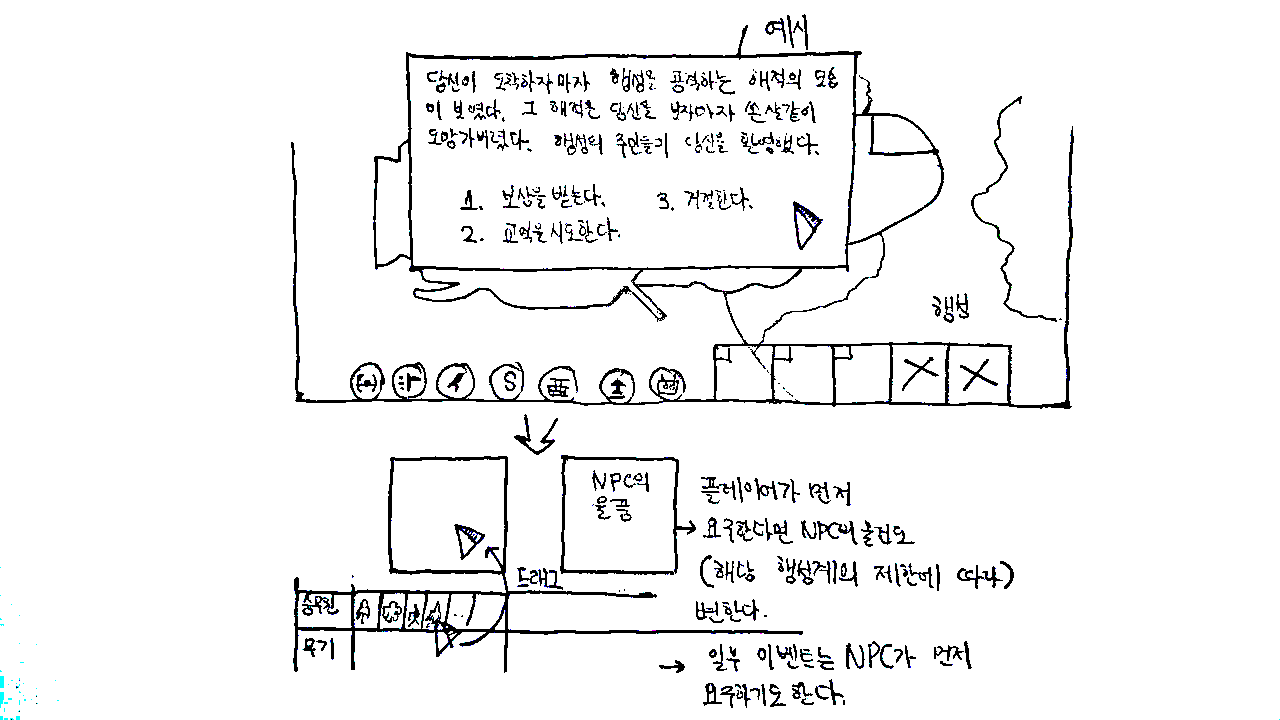 예시
당신이 도착하자마자 행성을 공격하는 해적의 모습
이 보였다. 그 해적은 당신을 보자마자 쏜살같이
도망가버렸다. 행성의 주민들이 당신을 환영했다.
1. 보상을 받는다.
3. 거절한다.
2. 교역을 시도한다.
행성
S
NPC의
물품
플레이어가 먼저
요구한다면 NPC의 물건도
(해당 행성계의 제한에 따라)
변한다.
드래그
승무원
무기
일부 이벤트는 NPC가 먼저
요구하기도 한다.